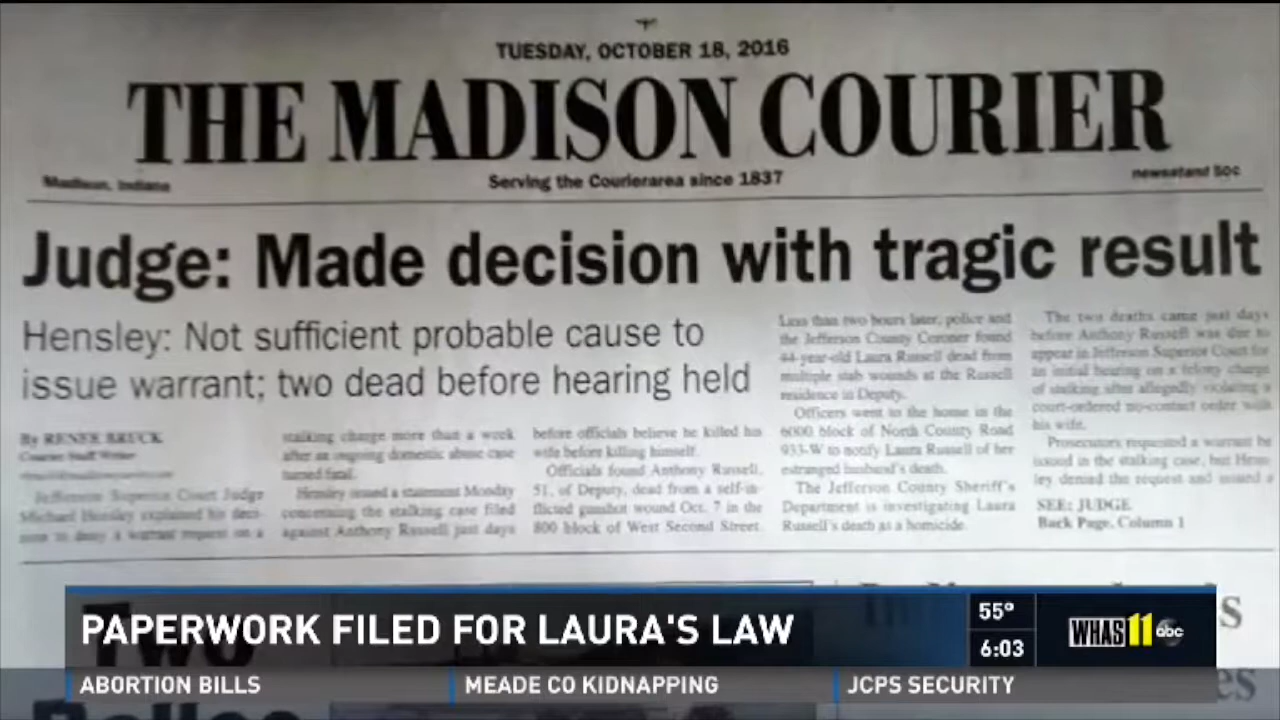 TUESDAY, OCTOBER 18, 2016
THE MADISON COURIER
Madison, Indiana
Serving the Courierarea since 1837
newsstand 50c
Judge: Made decision with tragic result
Hensley: Not sufficient probable cause to
issue warrant; two dead before hearing held
By RENEE BRUCK
Courier Staff Writer
Jefferson Superior Court Judge
Michael Hensley explained his deci-
sion to deny a warrant request on a
stalking charge more than a week
after an ongoing domestic abuse case
turned fatal.
Hensley issued a statement Monday
concerning the stalking case filed
against Anthony Russell just days
before officials believe he killed his
wife before killing himself.
Officials found Anthony Russell,
51, of Deputy, dead from a self-in-
flicted gunshot wound Oct. 7 in the
800 block of West Second Street.
Less than two hours later, police and
the Jefferson County Coroner found
44-year-old Laura Russell dead from
multiple stab wounds at the Russell
residence in Deputy.
Officers went to the home in the
6000 block of North County Road
933-W to notify Laura Russell of her
estranged husband's death.
The Jefferson County Sheriff's
Department is investigating Laura
Russell's death as a homicide.
The two deaths came just days
before Anthony Russell was due to
appear in Jefferson Superior Court for
an initial hearing on a felony charge
of stalking after allegedly violating a
court-ordered no-contact order with
his wife.
Prosecutors requested a warrant be
issued in the stalking case, but Hens-
ley denied the request and issued a
SEE: JUDGE
Back Page, Column 1
Two
PAPERWORK FILED FOR LAURA'S LAW
55°
6:03
WHAS 11 abc
ABORTION BILLS
MEADE CO KIDNAPPING
JCPS SECURITY